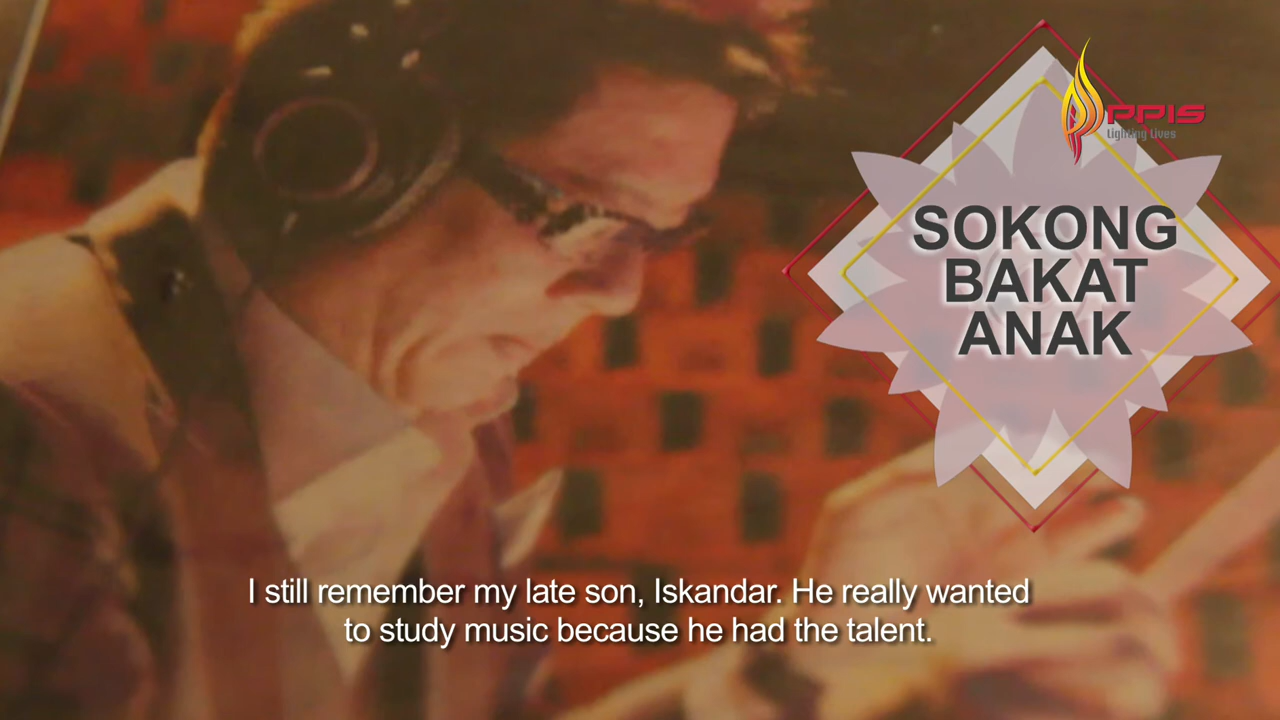 PPIS
Lighting Lives
SOKONG
BAKAT
ANAK
I still remember my late son, Iskandar. He really wanted
to study music because he had the talent.